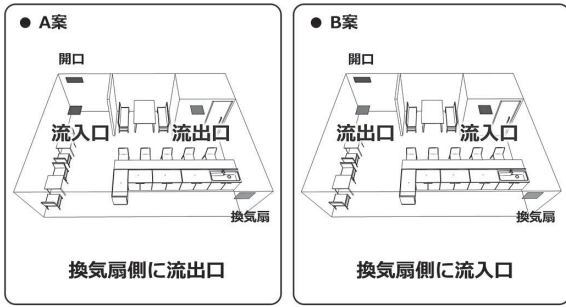 ● A案
開口
流入口
流出口
換気扇
換気扇側に流出口
● B案
開口
流出口
流入口
換気扇
換気扇側に流入口